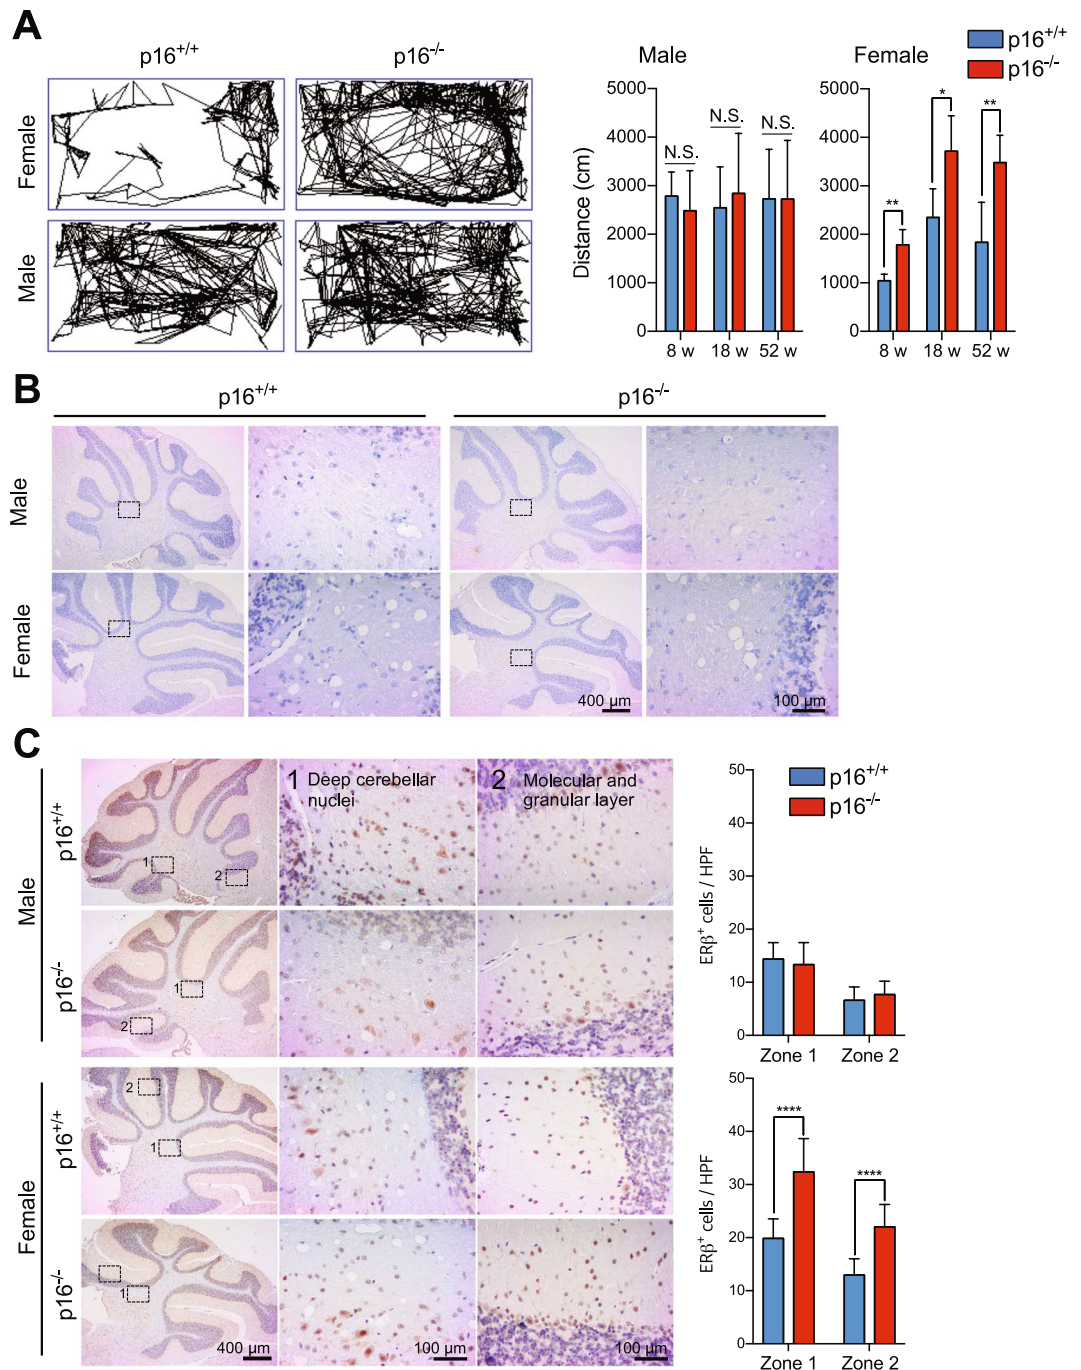 A
p16+/+
p16-/-
Female
Male
Male
Female
p16+/+
p16-/-
Distance (cm)
5000
4000
3000
2000
1000
0
N.S.
N.S.
N.S.
8 w
18 w
52 w
5000
4000
3000
2000
1000
0
**
*
**
8 w
18 w
52 w
B
p16+/+
p16-/-
Male
Female
400 µm
100 µm
C
Male
p16+/+
p16-/-
Female
p16+/+
p16-/-
1 Deep cerebellar
nuclei
2 Molecular and
granular layer
1
2
1
2
2
1
1
400 µm
100 µm
100 µm
p16+/+
p16-/-
ERβ+ cells / HPF
50
40
30
20
10
0
Zone 1
Zone 2
ERβ+ cells / HPF
50
40
30
20
10
0
****
****
Zone 1
Zone 2